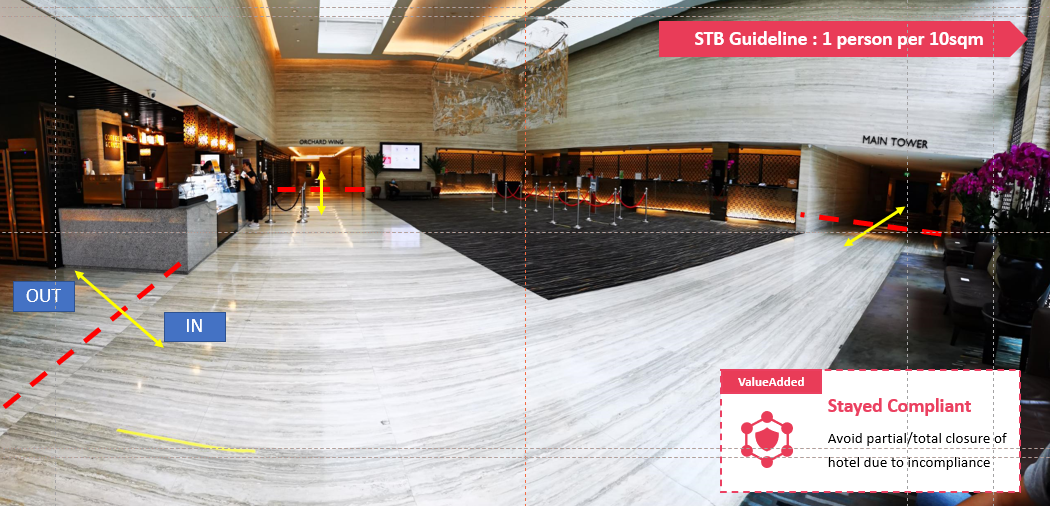 STB Guideline : 1 person per 10sqm
ORCHARD WING
MAIN TOWER
OUT
IN
ValueAdded
Stayed Compliant
Avoid partial/total closure of
hotel due to incompliance